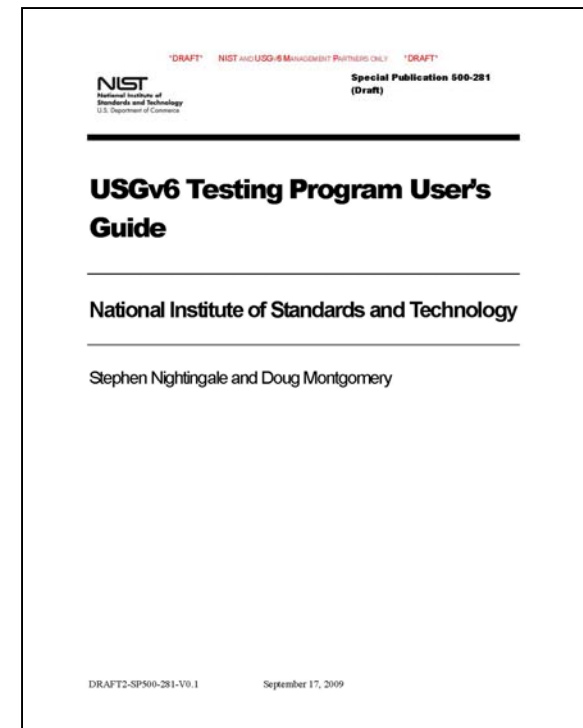 *DRAFT* NIST AND USGv6 MANAGEMENT PARTNERS ONLY *DRAFT*
NIST
National Institute of
Standards and Technology
U.S. Department of Commerce
Special Publication 500-281
(Draft)
USGv6 Testing Program User's
Guide
National Institute of Standards and Technology
Stephen Nightingale and Doug Montgomery
DRAFT2-SP500-281-V0.1 September 17, 2009